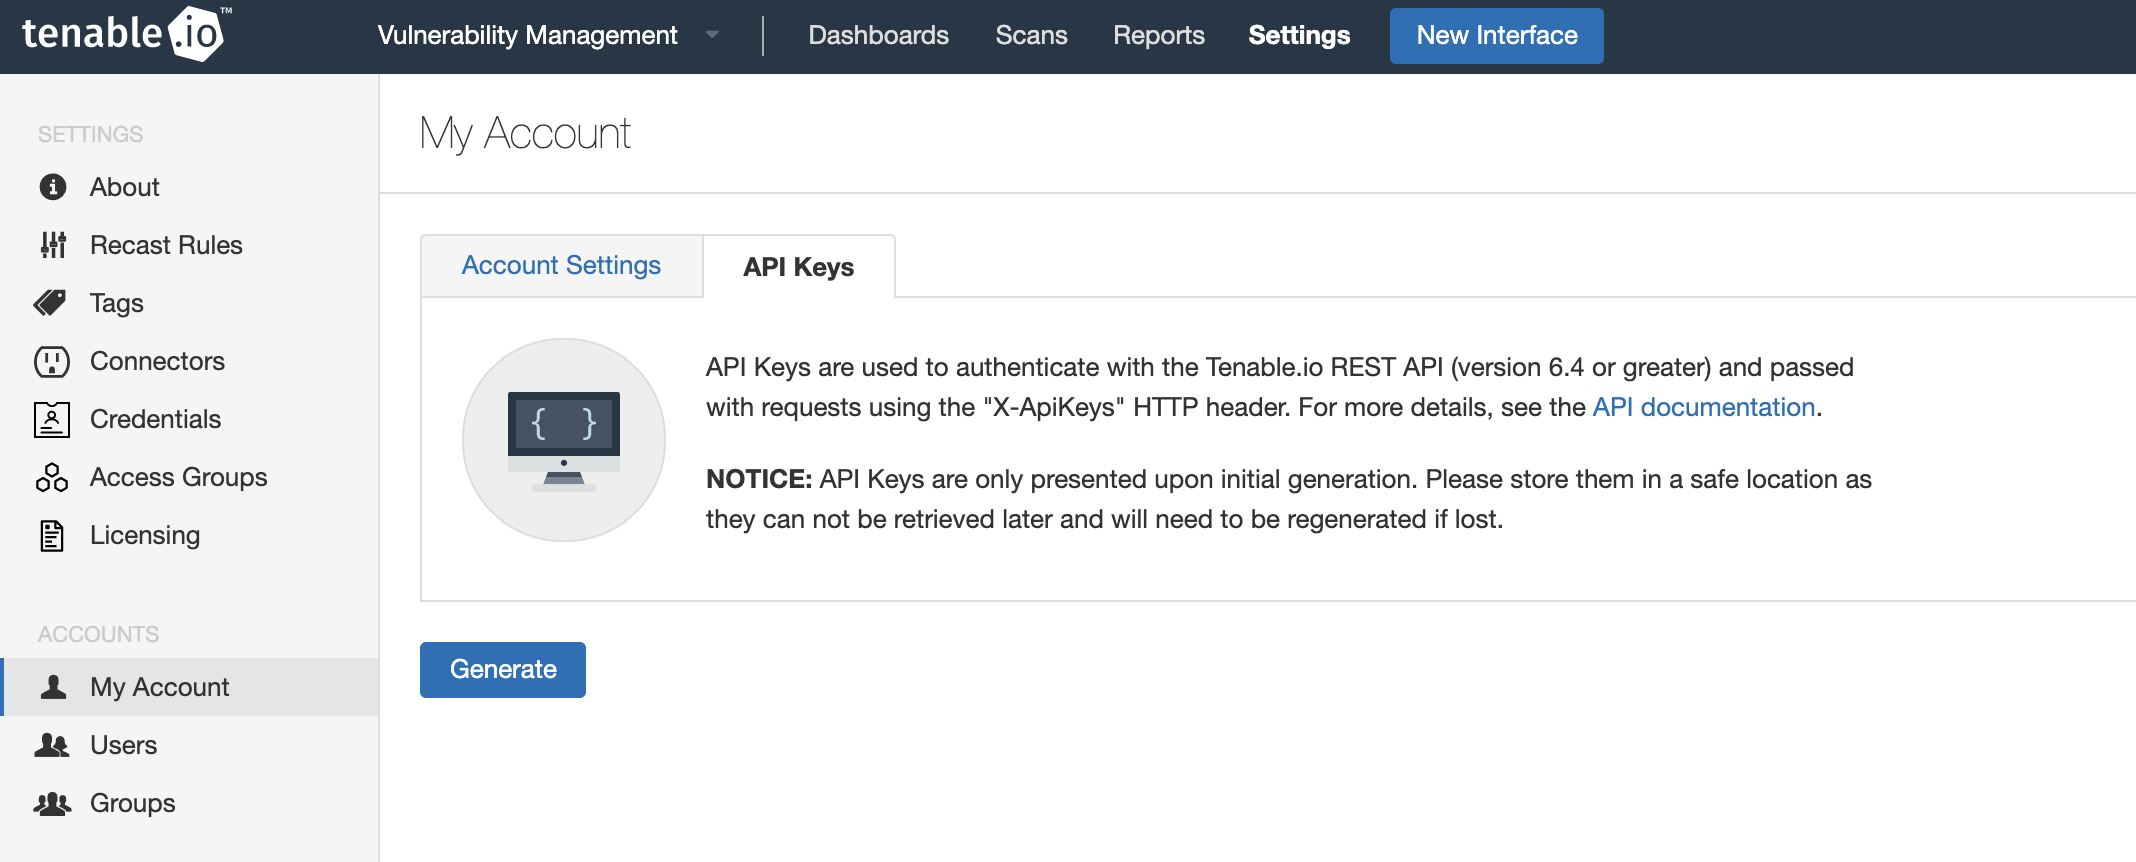 tenable.io™
Vulnerability Management
Dashboards
Scans
Reports
Settings
New Interface
SETTINGS
About
Recast Rules
Tags
Connectors
Credentials
Access Groups
Licensing
ACCOUNTS
My Account
Users
Groups
My Account
Account Settings
API Keys
{ }
API Keys are used to authenticate with the Tenable.io REST API (version 6.4 or greater) and passed
with requests using the "X-ApiKeys" HTTP header. For more details, see the API documentation.
NOTICE: API Keys are only presented upon initial generation. Please store them in a safe location as
they can not be retrieved later and will need to be regenerated if lost.
Generate